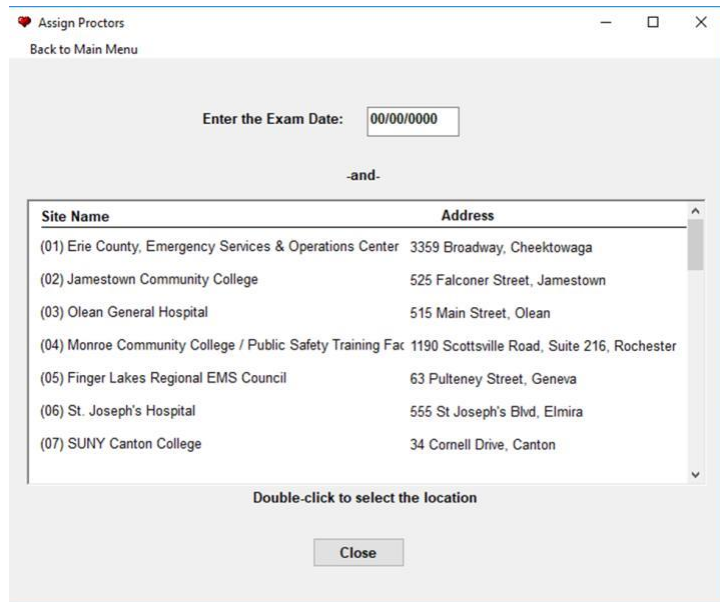 Assign Proctors
Back to Main Menu
Enter the Exam Date: 00/00/0000
-and-
Site Name Address
(01) Erie County, Emergency Services & Operations Center 3359 Broadway, Cheektowaga
(02) Jamestown Community College 525 Falconer Street, Jamestown
(03) Olean General Hospital 515 Main Street, Olean
(04) Monroe Community College / Public Safety Training Fac 1190 Scottsville Road, Suite 216, Rochester
(05) Finger Lakes Regional EMS Council 63 Pulteney Street, Geneva
(06) St. Joseph's Hospital 555 St Joseph's Blvd, Elmira
(07) SUNY Canton College 34 Cornell Drive, Canton
Double-click to select the location
Close